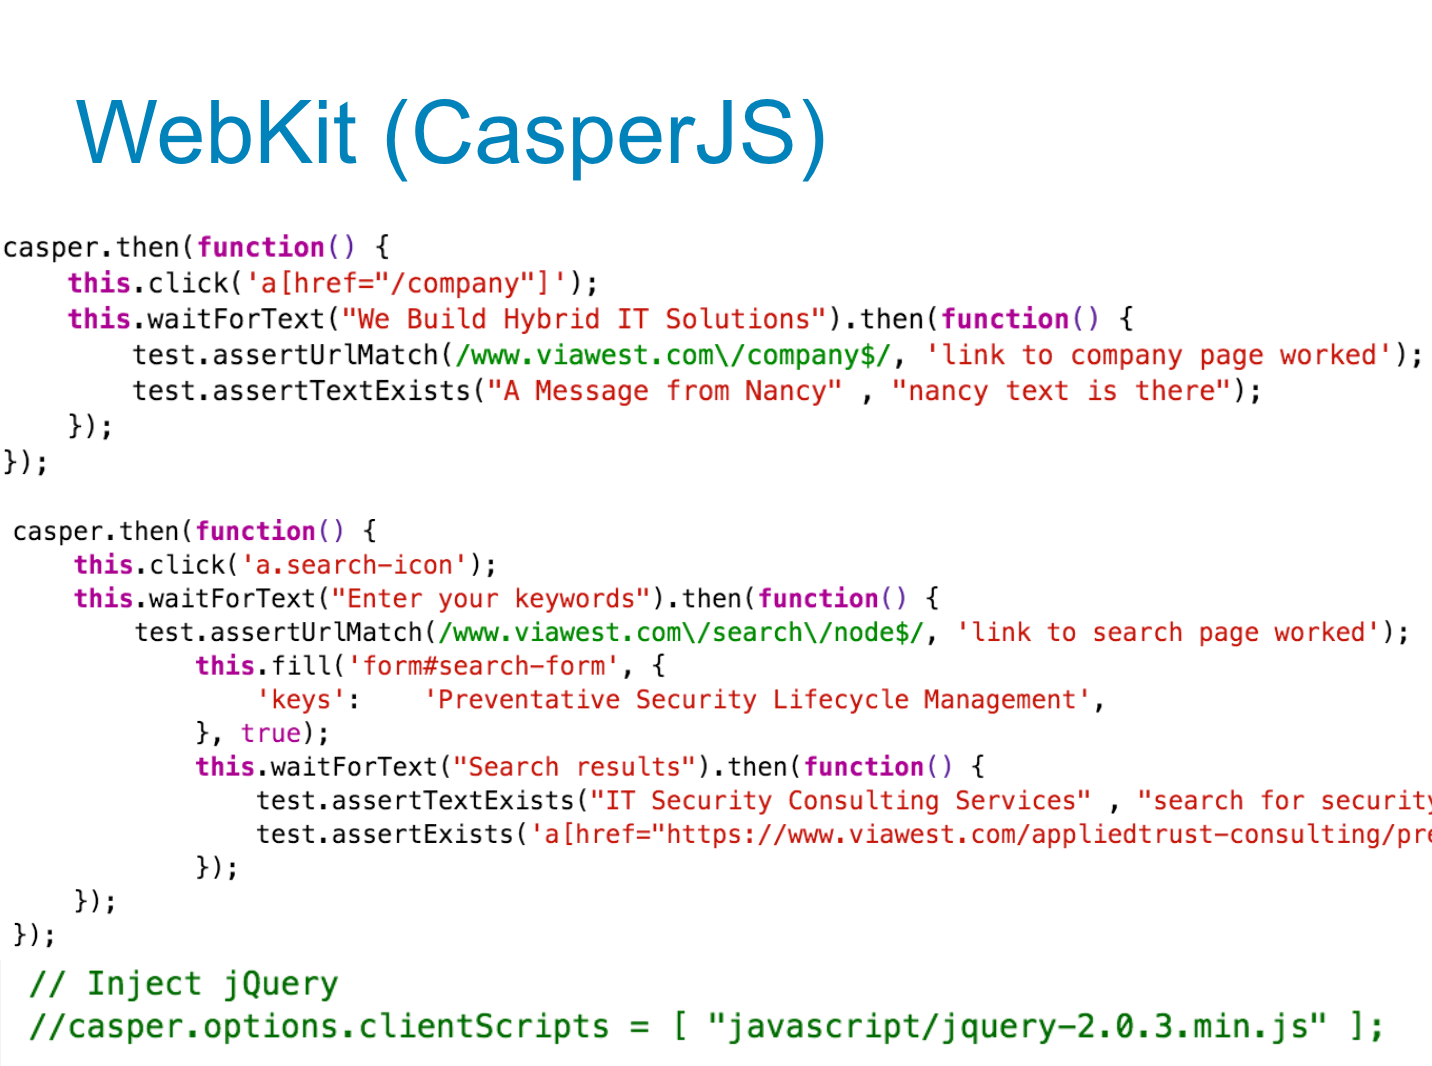 WebKit (CasperJS)
casper.then(function() {
    this.click('a[href="/company"]');
    this.waitForText("We Build Hybrid IT Solutions").then(function() {
        test.assertUrlMatch(/www.viawest.com\/company$/, 'link to company page worked');
        test.assertTextExists("A Message from Nancy" , "nancy text is there");
    });
});
casper.then(function() {
    this.click('a.search-icon');
    this.waitForText("Enter your keywords").then(function() {
        test.assertUrlMatch(/www.viawest.com\/search\/node$/, 'link to search page worked');
            this.fill('form#search-form', {
                'keys':    'Preventative Security Lifecycle Management',
            }, true);
            this.waitForText("Search results").then(function() {
                test.assertTextExists("IT Security Consulting Services" , "search for security
                test.assertExists('a[href="https://www.viawest.com/appliedtrust-consulting/pre
            });
    });
});
// Inject jQuery
//casper.options.clientScripts = [ "javascript/jquery-2.0.3.min.js" ];